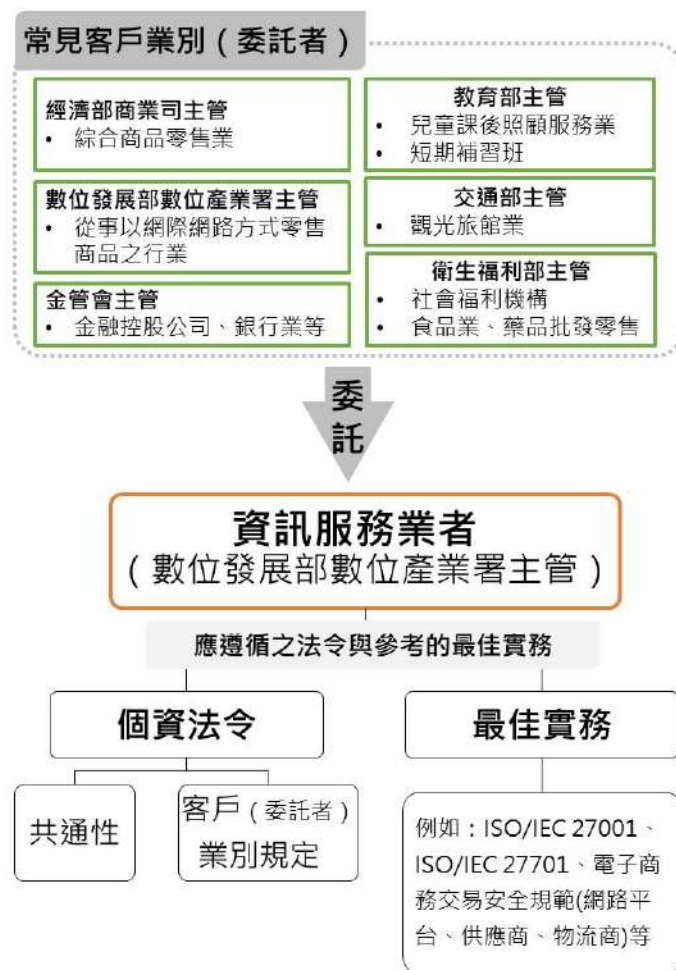 常見客戶業別（委託者）
經濟部商業司主管
• 綜合商品零售業
數位發展部數位產業署主管
• 從事以網際網路方式零售
商品之行業
金管會主管
• 金融控股公司、銀行業等
教育部主管
• 兒童課後照顧服務業
• 短期補習班
交通部主管
• 觀光旅館業
衛生福利部主管
• 社會福利機構
• 食品業、藥品批發零售
委
託
資訊服務業者
（數位發展部數位產業署主管）
應遵循之法令與參考的最佳實務
個資法令
最佳實務
共通性
客戶（委託者）
業別規定
例如：ISO/IEC 27001、
ISO/IEC 27701、電子商
務交易安全規範(網路平
台、供應商、物流商)等